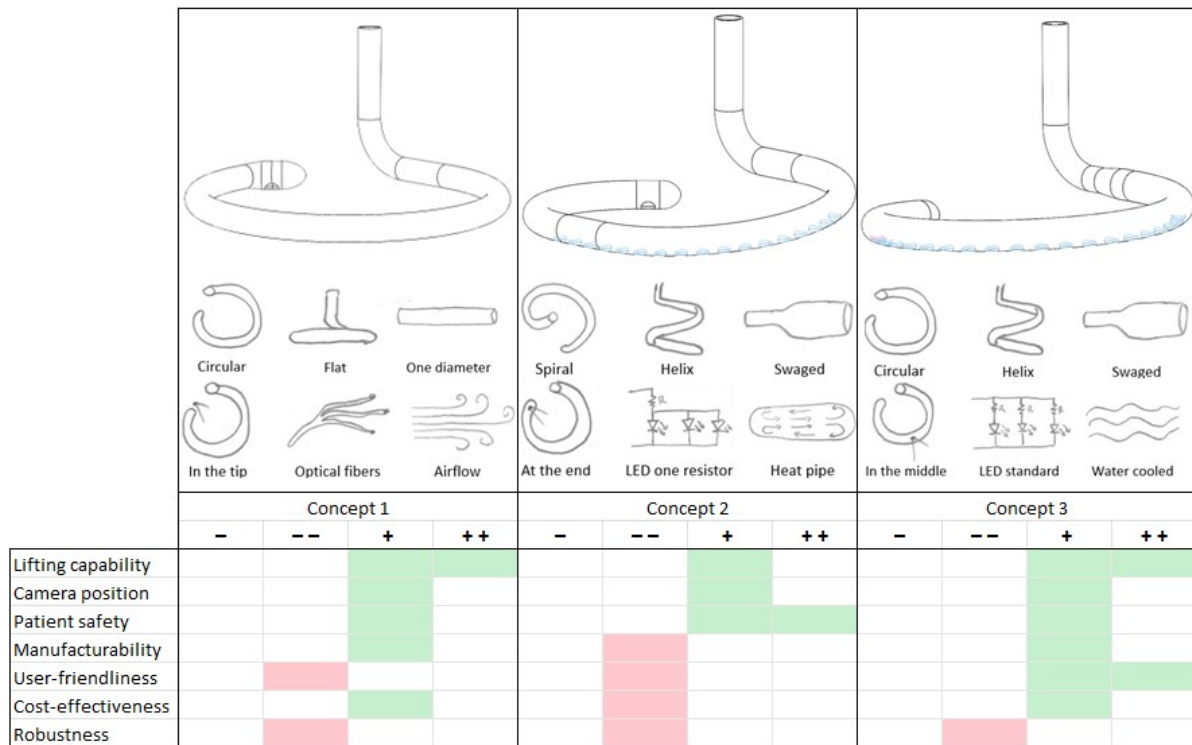 Circular Flat One diameter Spiral Helix Swaged Circular Helix Swaged
In the tip Optical fibers Airflow At the end LED one resistor Heat pipe In the middle LED standard Water cooled
Concept 1 Concept 2 Concept 3
− −− + ++ − −− + ++ − −− + ++
Lifting capability
Camera position
Patient safety
Manufacturability
User-friendliness
Cost-effectiveness
Robustness